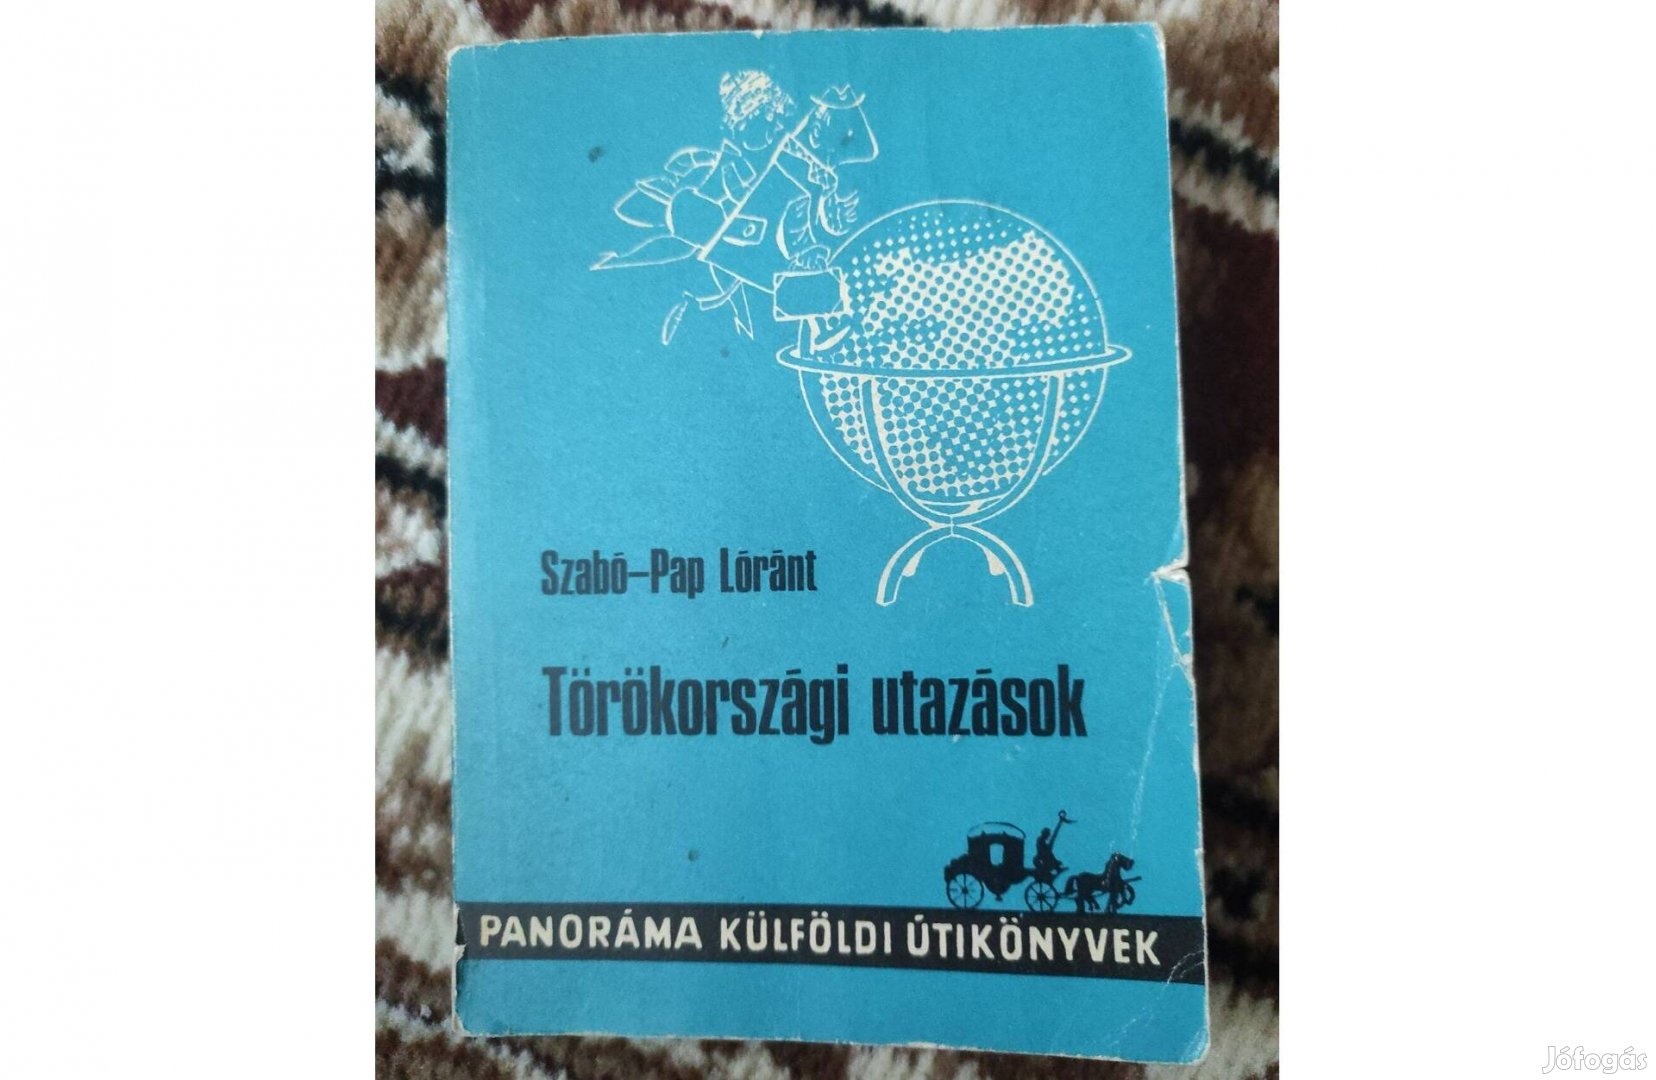 Szabó-Pap Lóránt
Törökországi utazások
PANORÁMA KÜLFÖLDI ÚTIKÖNYVEK
Jófogás